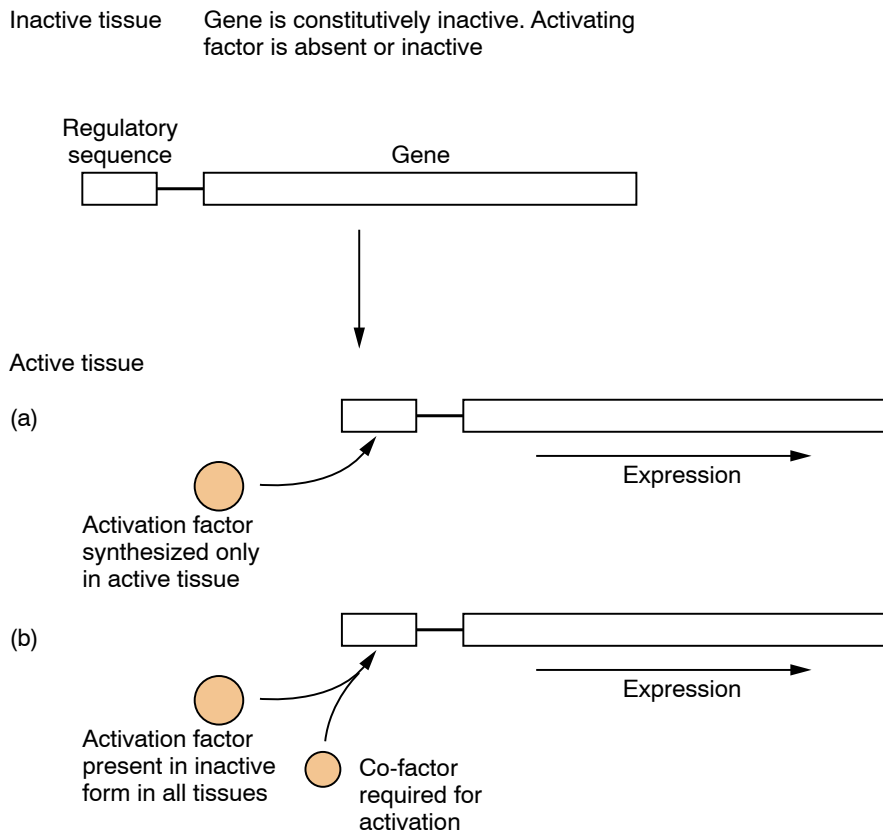 Inactive tissue
Gene is constitutively inactive. Activating
factor is absent or inactive
Regulatory
sequence
Gene
Active tissue
(a)
Expression
Activation factor
synthesized only
in active tissue
(b)
Expression
Activation factor
present in inactive
form in all tissues
Co-factor
required for
activation